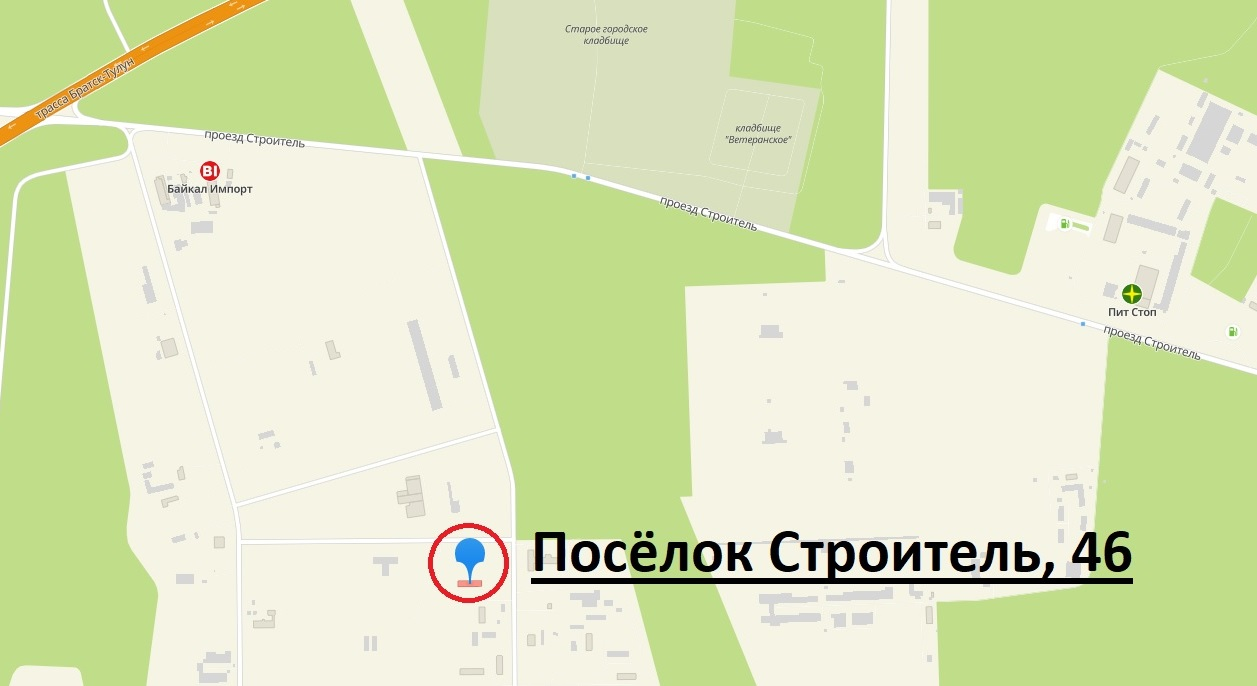 Старое городское
кладбище
трасса Братск-Тулун
кладбище
"Ветеранское"
проезд Строитель
BI
Байкал Импорт
проезд Строитель
Пит Стоп
проезд Строитель
Посёлок Строитель, 46